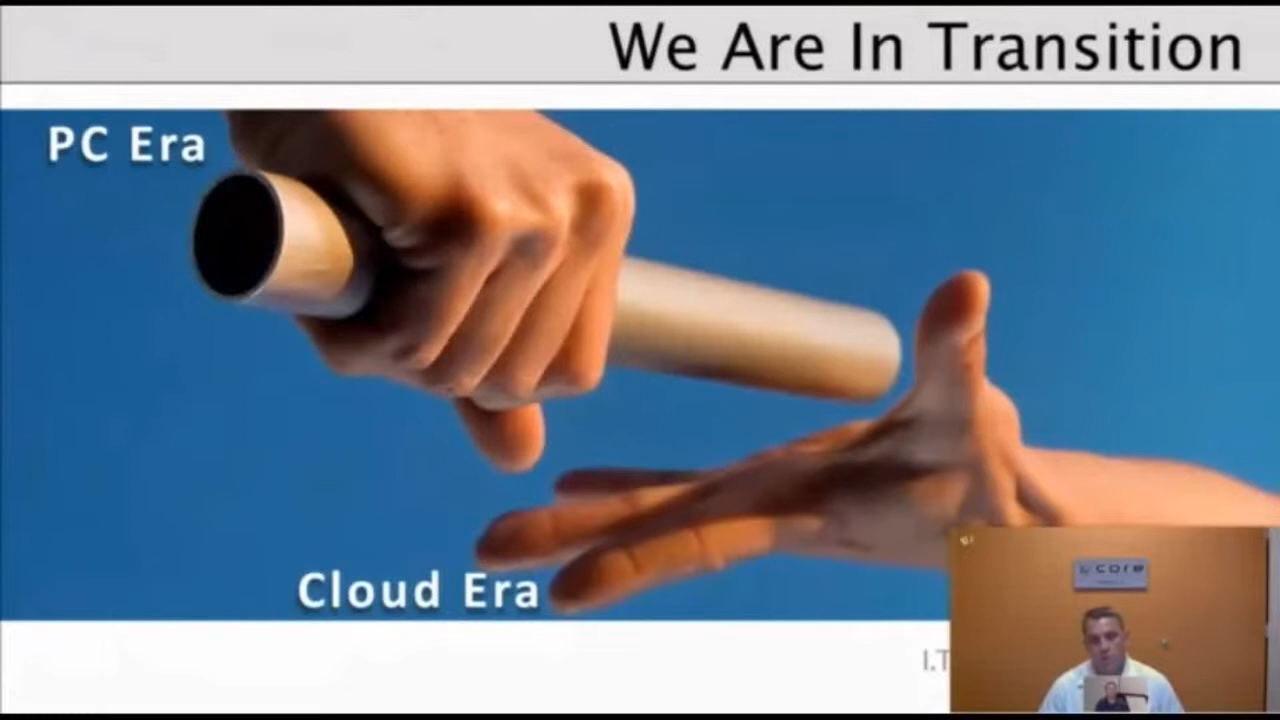 We Are In Transition
PC Era
Cloud Era
I.T
core